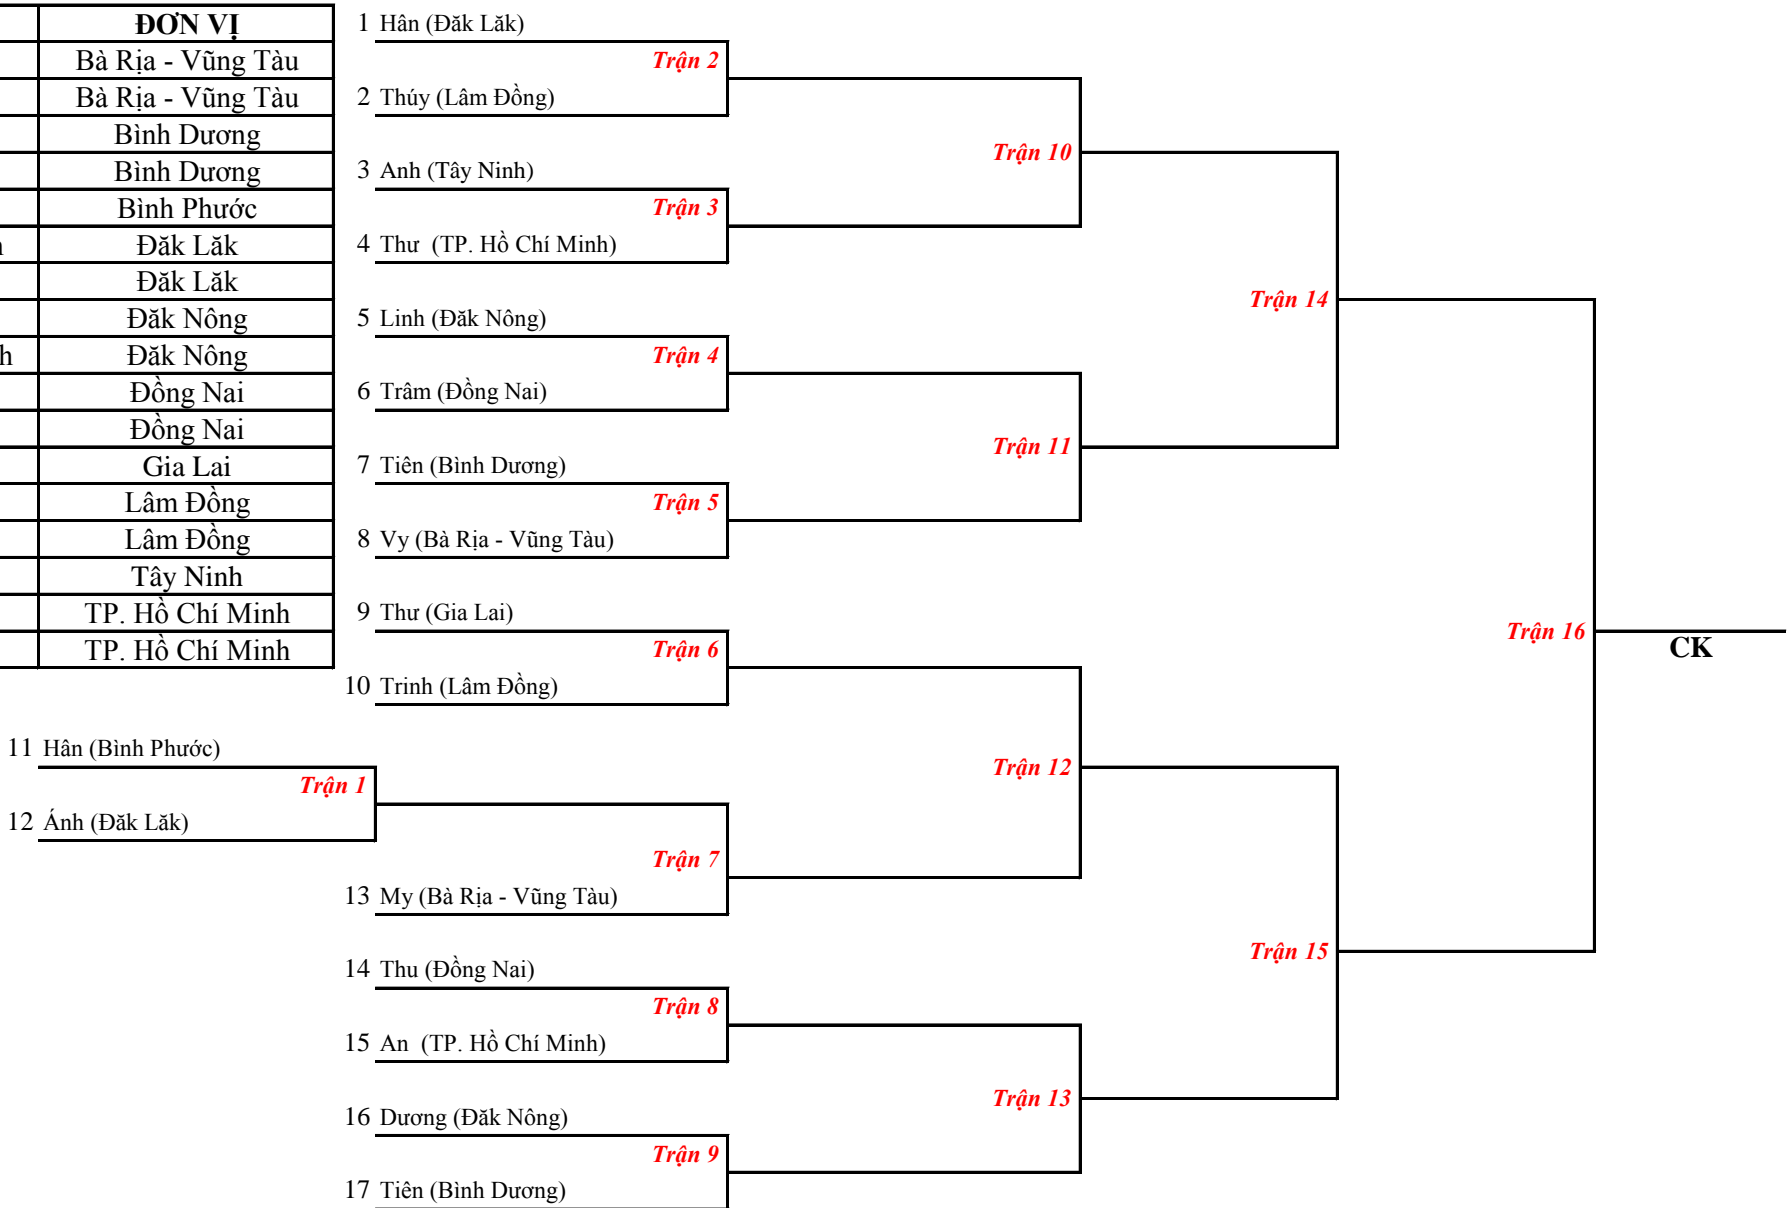 ĐƠN VỊ
Bà Rịa - Vũng Tàu
Bà Rịa - Vũng Tàu
Bình Dương
Bình Dương
Bình Phước
Đăk Lăk
Đăk Lăk
Đăk Nông
h Đăk Nông
Đồng Nai
Đồng Nai
Gia Lai
Lâm Đồng
Lâm Đồng
Tây Ninh
TP. Hồ Chí Minh
TP. Hồ Chí Minh
1 Hân (Đăk Lăk)
Trận 2
2 Thúy (Lâm Đồng)
Trận 10
3 Anh (Tây Ninh)
Trận 3
4 Thư (TP. Hồ Chí Minh)
Trận 14
5 Linh (Đăk Nông)
Trận 4
6 Trâm (Đồng Nai)
Trận 11
7 Tiên (Bình Dương)
Trận 5
8 Vy (Bà Rịa - Vũng Tàu)
9 Thư (Gia Lai)
Trận 16
CK
Trận 6
10 Trinh (Lâm Đồng)
11 Hân (Bình Phước)
Trận 12
Trận 1
12 Ánh (Đăk Lăk)
Trận 7
13 My (Bà Rịa - Vũng Tàu)
Trận 15
14 Thu (Đồng Nai)
Trận 8
15 An (TP. Hồ Chí Minh)
Trận 13
16 Dương (Đăk Nông)
Trận 9
17 Tiên (Bình Dương)